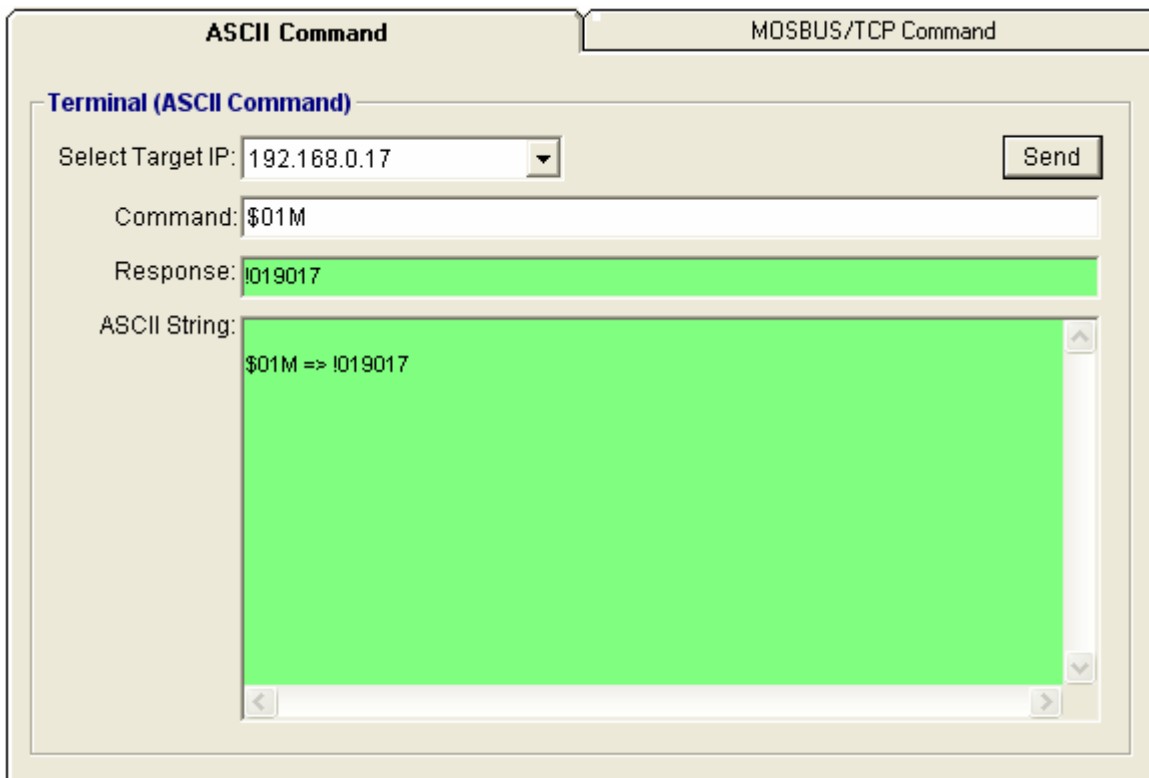 ASCII Command
MOSBUS/TCP Command
Terminal (ASCII Command)
Select Target IP: 192.168.0.17
Send
Command: $01M
Response: !019017
ASCII String:
$01M => !019017